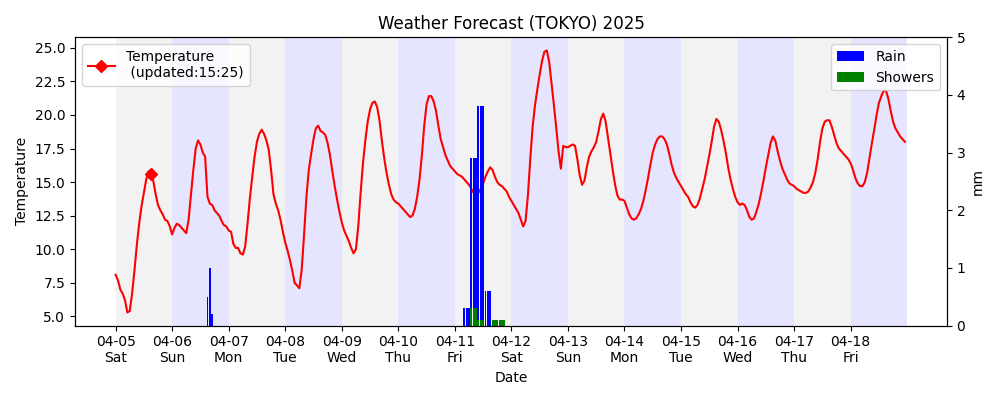 Weather Forecast (TOKYO) 2025
Temperature
(updated:15:25)
Rain
Showers
Temperature
25.0
22.5
20.0
17.5
15.0
12.5
10.0
7.5
5.0
5
4
3
2
1
0
mm
04-05 04-06 04-07 04-08 04-09 04-10 04-11 04-12 04-13 04-14 04-15 04-16 04-17 04-18
Sat Sun Mon Tue Wed Thu Fri Sat Sun Mon Tue Wed Thu Fri
Date